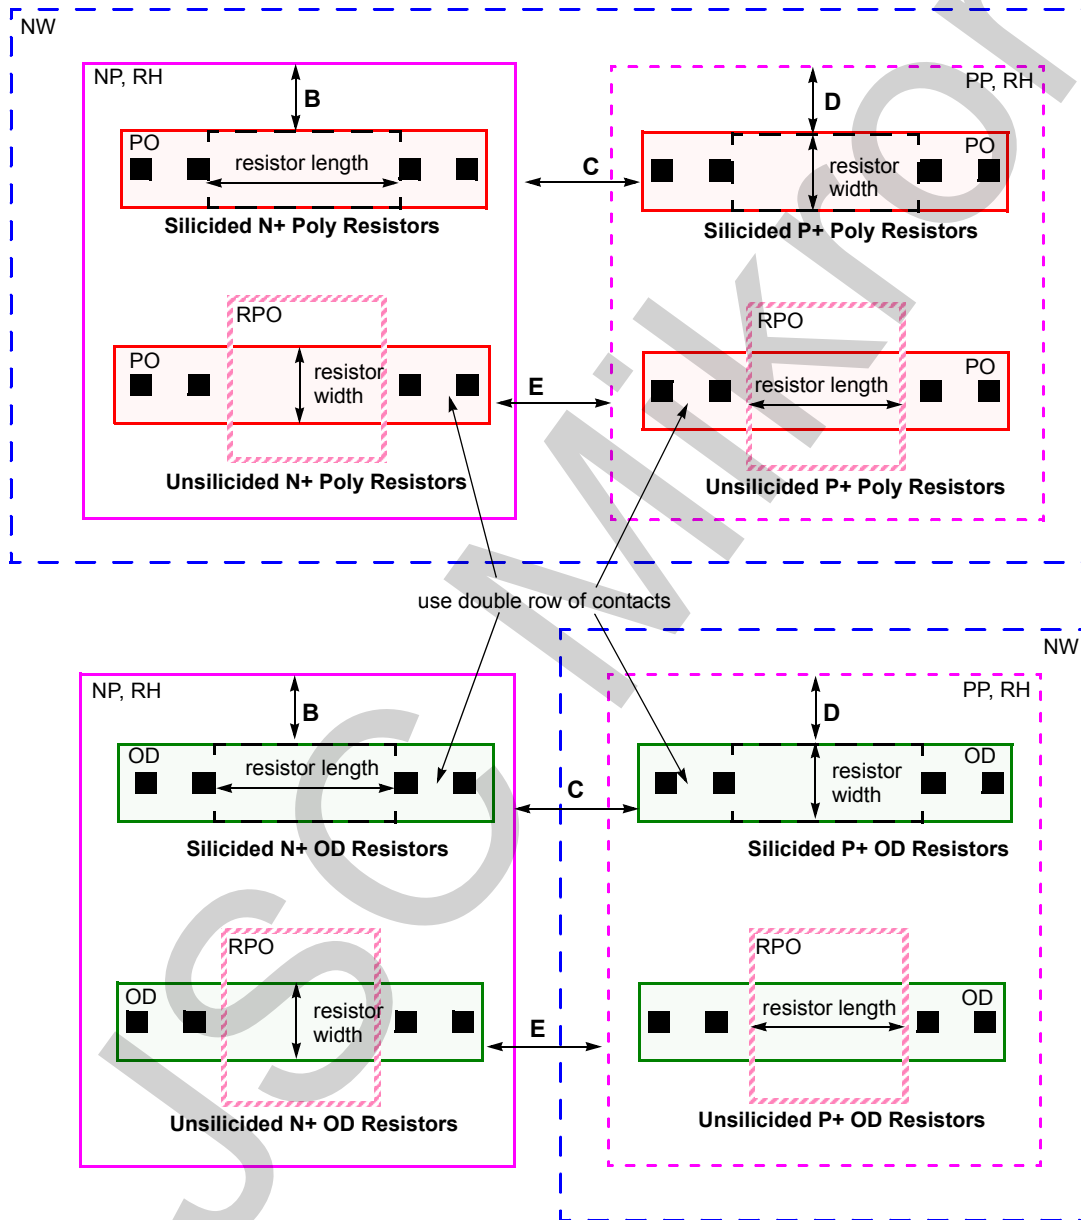 NW
NP, RH
B
PP, RH
D
PO
resistor length
C
resistor
width
PO
Silicided N+ Poly Resistors
Silicided P+ Poly Resistors
RPO
RPO
PO
resistor
width
E
resistor length
PO
Unsilicided N+ Poly Resistors
Unsilicided P+ Poly Resistors
use double row of contacts
NW
NP, RH
B
PP, RH
D
OD
resistor length
C
resistor
width
OD
Silicided N+ OD Resistors
Silicided P+ OD Resistors
RPO
RPO
OD
resistor
width
E
resistor length
OD
Unsilicided N+ OD Resistors
Unsilicided P+ OD Resistors
JSC Mikron